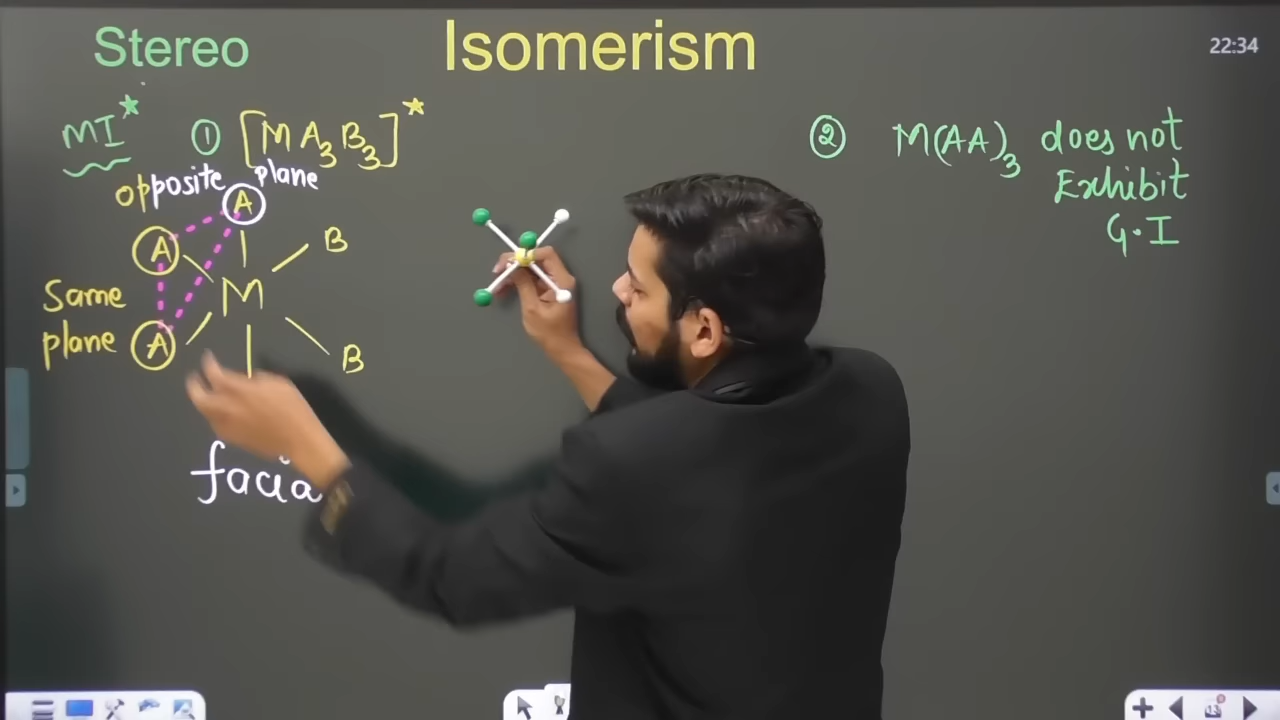 Stereo
Isomerism
22:34
MI* ① [MA₃B₃]*
opposite plane
A
A B
M
Same
plane A B
facia
② M(AA)₃ does not
Exhibit
G.I